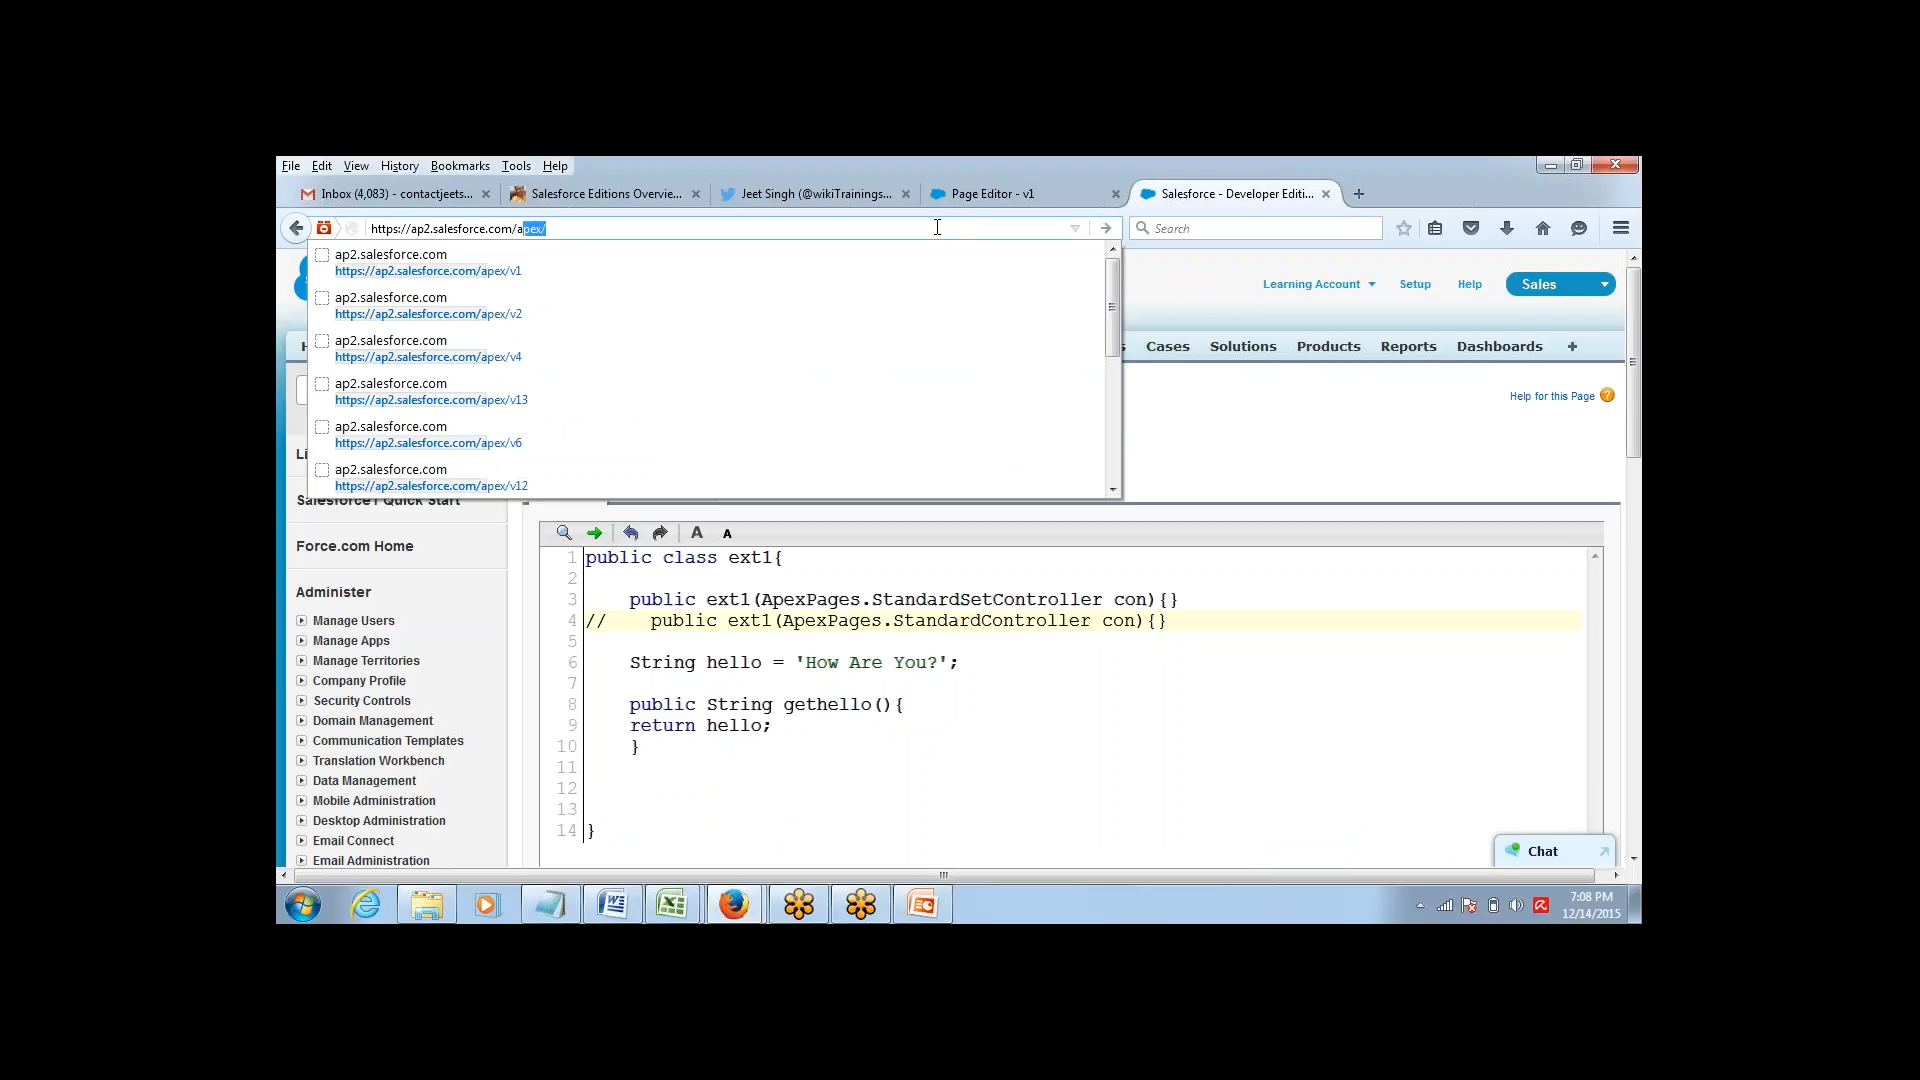 File Edit View History Bookmarks Tools Help
Inbox (4,083) - contactjeets...
Salesforce Editions Overvie...
Jeet Singh (@wikiTrainings...
Page Editor - v1
Salesforce - Developer Editi...
https://ap2.salesforce.com/apex/
Search
ap2.salesforce.com
https://ap2.salesforce.com/apex/v1
ap2.salesforce.com
https://ap2.salesforce.com/apex/v2
ap2.salesforce.com
https://ap2.salesforce.com/apex/v4
ap2.salesforce.com
https://ap2.salesforce.com/apex/v13
ap2.salesforce.com
https://ap2.salesforce.com/apex/v6
ap2.salesforce.com
https://ap2.salesforce.com/apex/v12
Learning Account
Setup
Help
Sales
Cases Solutions Products Reports Dashboards +
Help for this Page ?
Salesforce1 Quick Start
Force.com Home
Administer
Manage Users
Manage Apps
Manage Territories
Company Profile
Security Controls
Domain Management
Communication Templates
Translation Workbench
Data Management
Mobile Administration
Desktop Administration
Email Connect
Email Administration
A A
1 public class ext1{
2
3 public ext1(ApexPages.StandardSetController con){}
4 // public ext1(ApexPages.StandardController con){}
5
6 String hello = 'How Are You?';
7
8 public String gethello(){
9 return hello;
10 }
11
12
13
14 }
Chat
7:08 PM
12/14/2015